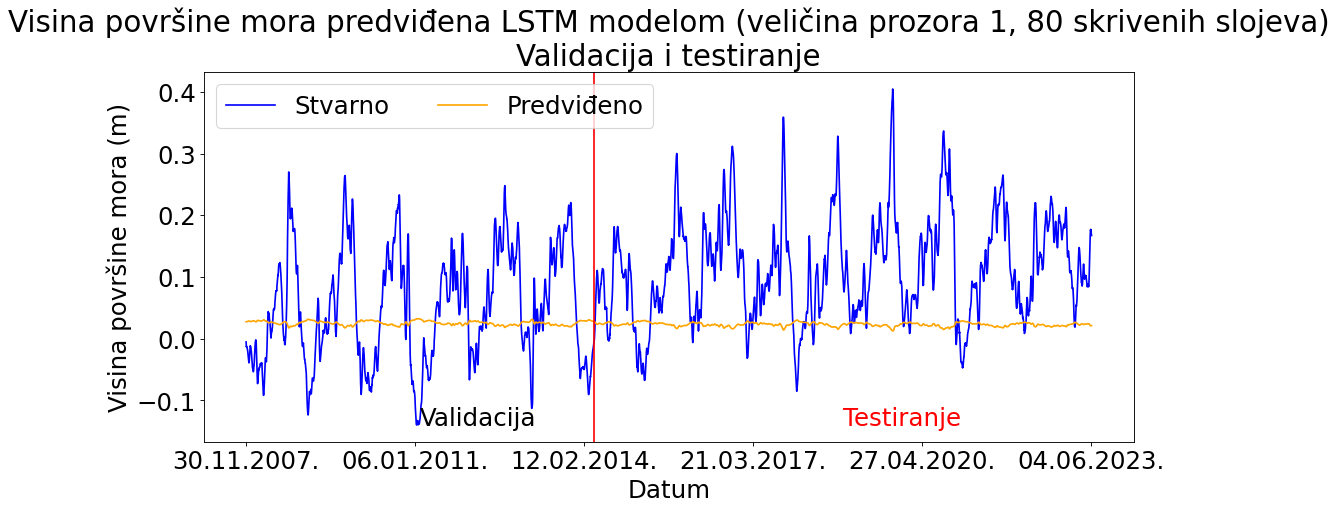 Visina površine mora predviđena LSTM modelom (veličina prozora 1, 80 skrivenih slojeva)
Validacija i testiranje
Stvarno
Predviđeno
Visina površine mora (m)
0.4
0.3
0.2
0.1
0.0
−0.1
Validacija
Testiranje
30.11.2007.
06.01.2011.
12.02.2014.
21.03.2017.
27.04.2020.
04.06.2023.
Datum